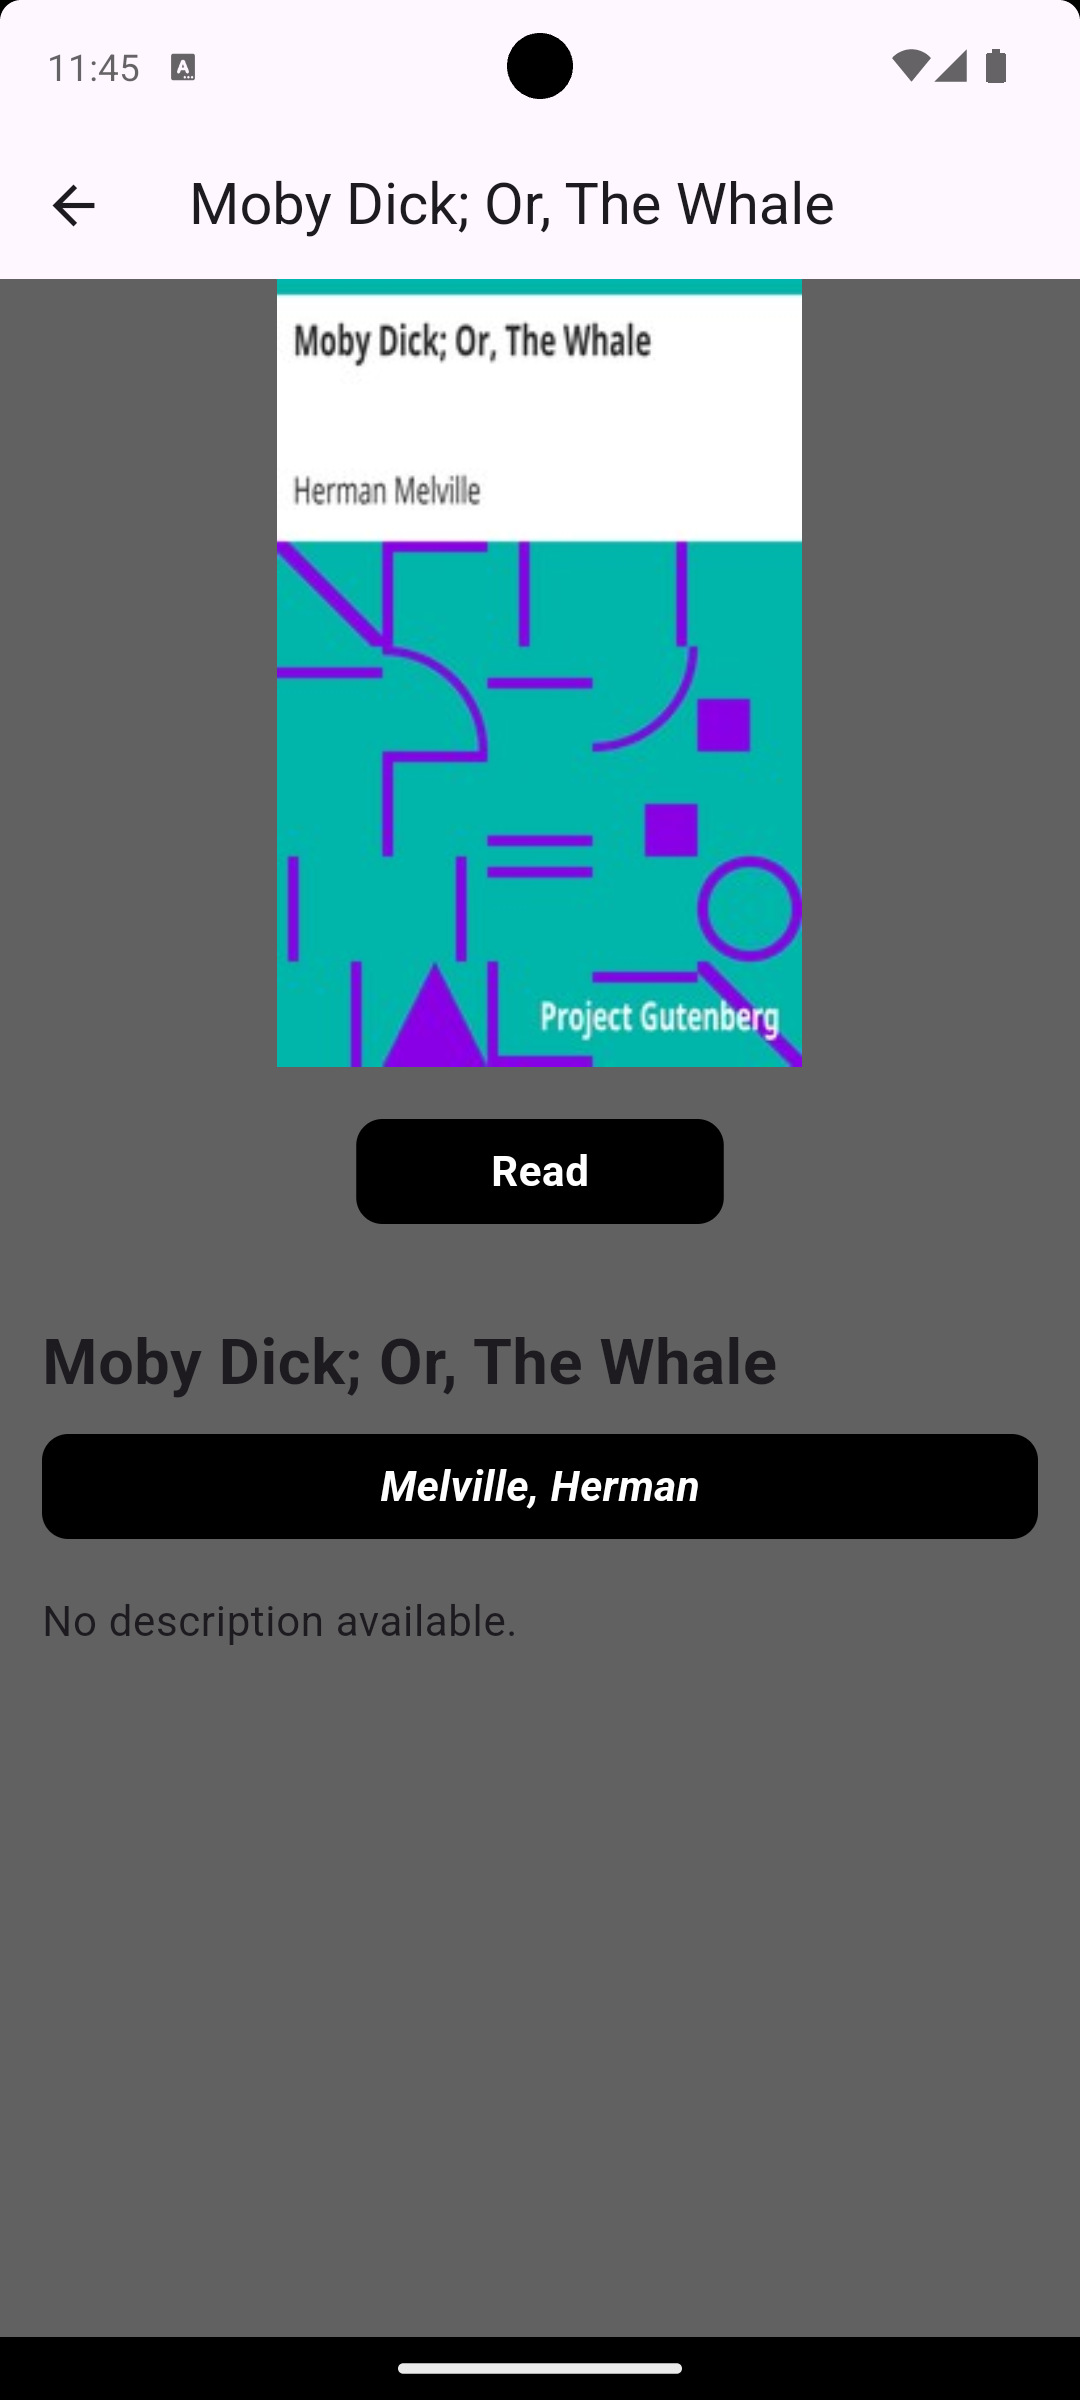 11:45
Moby Dick; Or, The Whale
Moby Dick; Or, The Whale
Herman Melville
Project Gutenberg
Read
Moby Dick; Or, The Whale
Melville, Herman
No description available.